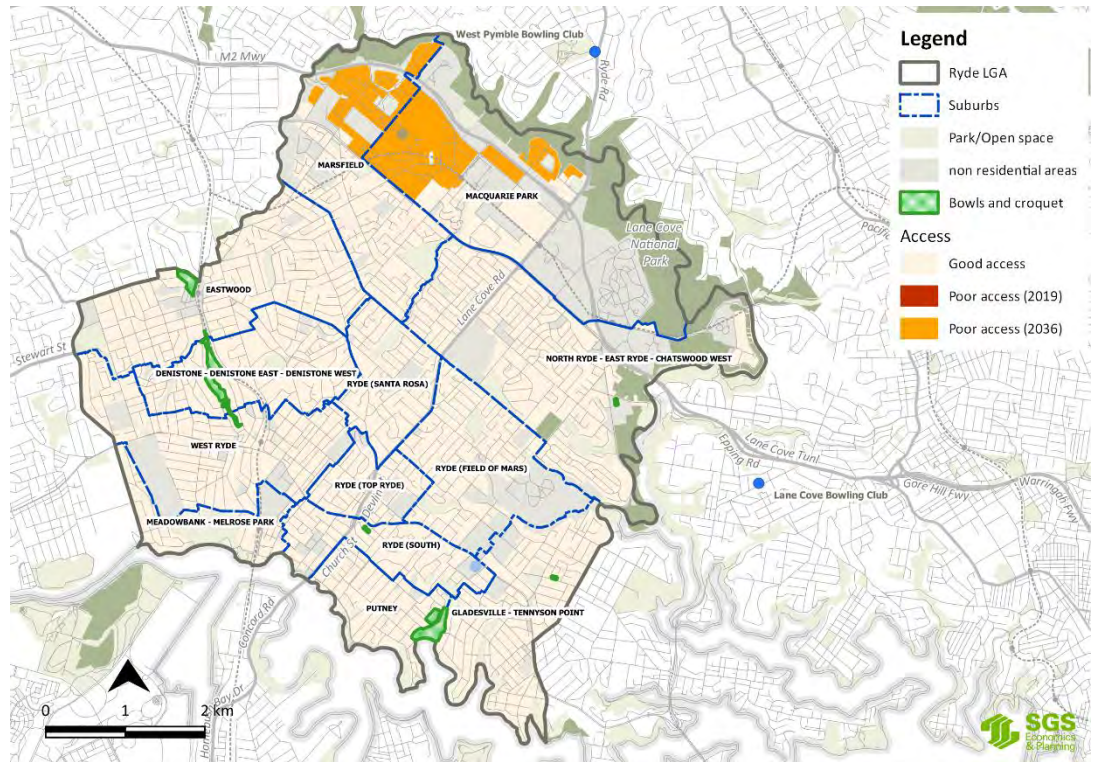 West Pymble Bowling Club
M2 Mwy
Ryde Rd
MARSFIELD
MACQUARIE PARK
Lane Cove
National
Park
Pacific
EASTWOOD
Lane Cove Rd
Stewart St
DENISTONE - DENISTONE EAST - DENISTONE WEST
NORTH RYDE - EAST RYDE - CHATSWOOD WEST
RYDE (SANTA ROSA)
WEST RYDE
Lane Cove Tunl
Epping Rd
RYDE (FIELD OF MARS)
RYDE (TOP RYDE)
Gore Hill Fwy
Warringah Fwy
Lane Cove Bowling Club
Devlin
MEADOWBANK - MELROSE PARK
RYDE (SOUTH)
Church St
PUTNEY
GLADESVILLE - TENNYSON POINT
Concord Rd
Bay Dr
0 1 2 km
Legend
Ryde LGA
Suburbs
Park/Open space
non residential areas
Bowls and croquet
Access
Good access
Poor access (2019)
Poor access (2036)
SGS
Economics
& Planning